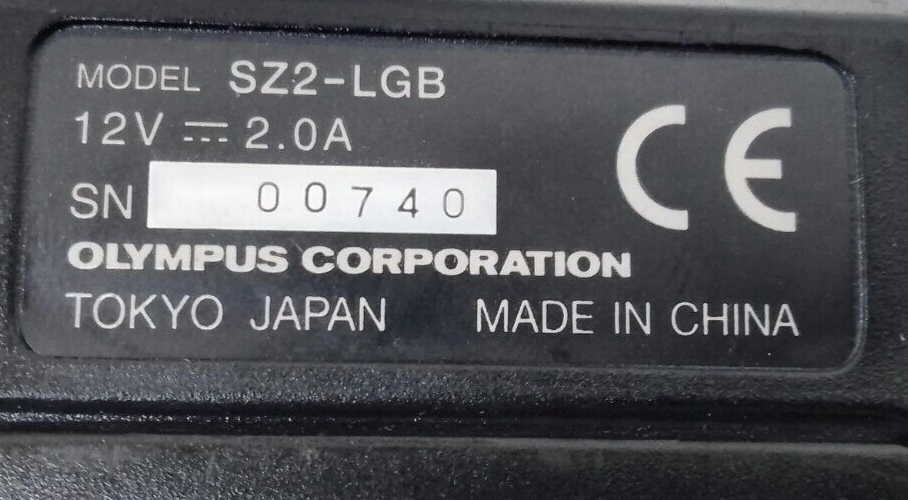 MODEL SZ2-LGB
12V ⎓ 2.0A
SN 00740
OLYMPUS CORPORATION
TOKYO JAPAN MADE IN CHINA
CE